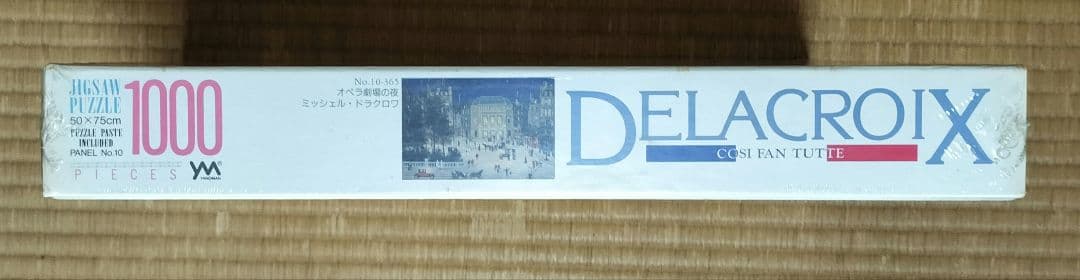 JIGSAW
PUZZLE
50×75cm
PUZZLE PASTE
INCLUDED
PANEL No.10
1000
PIECES
YM
YANOMAN
No.10-365
オペラ劇場の夜
ミッシェル・ドラクロワ
DELACROIX
COSI FAN TUTTE